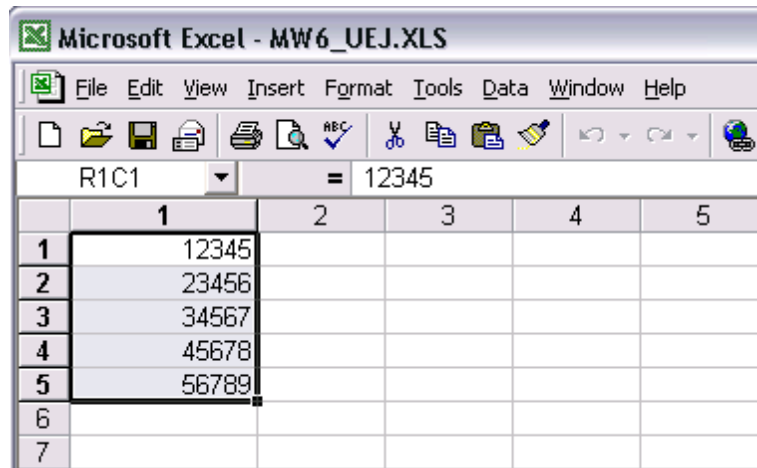 Microsoft Excel - MW6_UEJ.XLS
File Edit View Insert Format Tools Data Window Help
ABC
R1C1 = 12345
1 2 3 4 5
1 12345
2 23456
3 34567
4 45678
5 56789
6
7